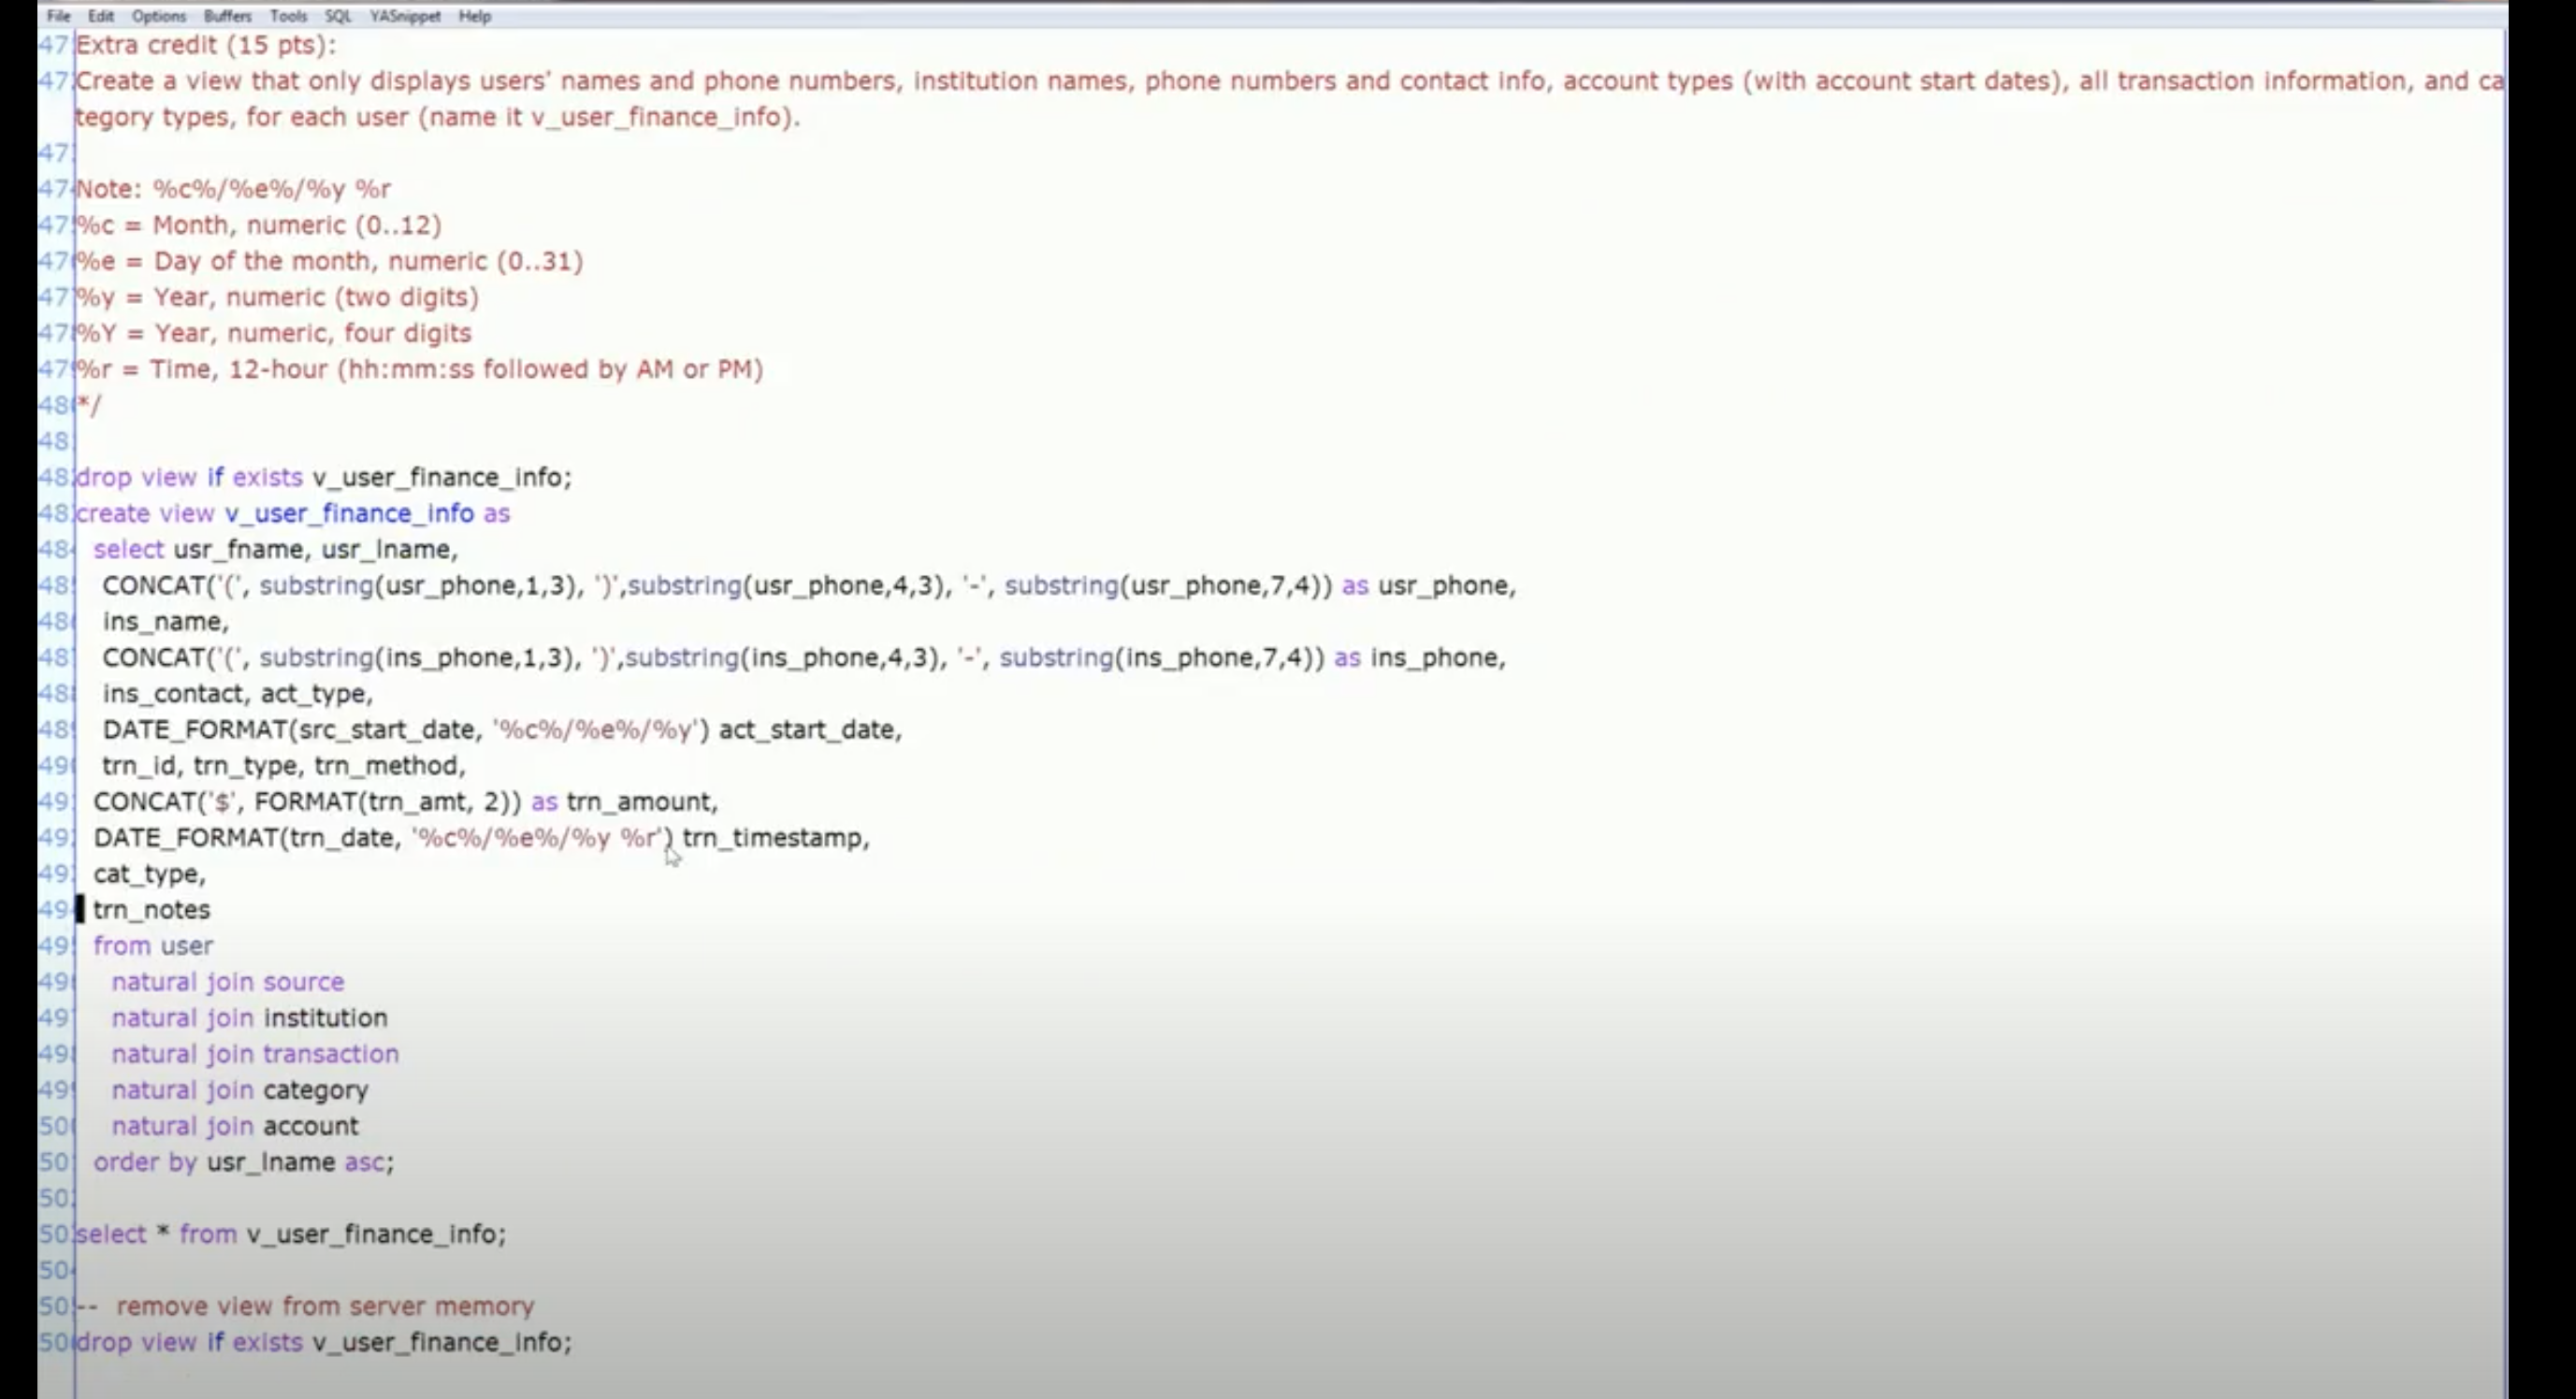 File Edit Options Buffers Tools SQL YASnippet Help
47 Extra credit (15 pts):
47 Create a view that only displays users' names and phone numbers, institution names, phone numbers and contact info, account types (with account start dates), all transaction information, and ca
tegory types, for each user (name it v_user_finance_info).
47
47 Note: %c%/%e%/%y %r
47 %c = Month, numeric (0..12)
47 %e = Day of the month, numeric (0..31)
47 %y = Year, numeric (two digits)
47 %Y = Year, numeric, four digits
47 %r = Time, 12-hour (hh:mm:ss followed by AM or PM)
48 */
48
48 drop view if exists v_user_finance_info;
48 create view v_user_finance_info as
48 select usr_fname, usr_lname,
48 CONCAT('(', substring(usr_phone,1,3), ')',substring(usr_phone,4,3), '-', substring(usr_phone,7,4)) as usr_phone,
48 ins_name,
48 CONCAT('(', substring(ins_phone,1,3), ')',substring(ins_phone,4,3), '-', substring(ins_phone,7,4)) as ins_phone,
48 ins_contact, act_type,
48 DATE_FORMAT(src_start_date, '%c%/%e%/%y') act_start_date,
49 trn_id, trn_type, trn_method,
49 CONCAT('$', FORMAT(trn_amt, 2)) as trn_amount,
49 DATE_FORMAT(trn_date, '%c%/%e%/%y %r') trn_timestamp,
49 cat_type,
49 trn_notes
49 from user
49 natural join source
49 natural join institution
49 natural join transaction
49 natural join category
50 natural join account
50 order by usr_lname asc;
50
50 select * from v_user_finance_info;
50
50 -- remove view from server memory
50 drop view if exists v_user_finance_info;